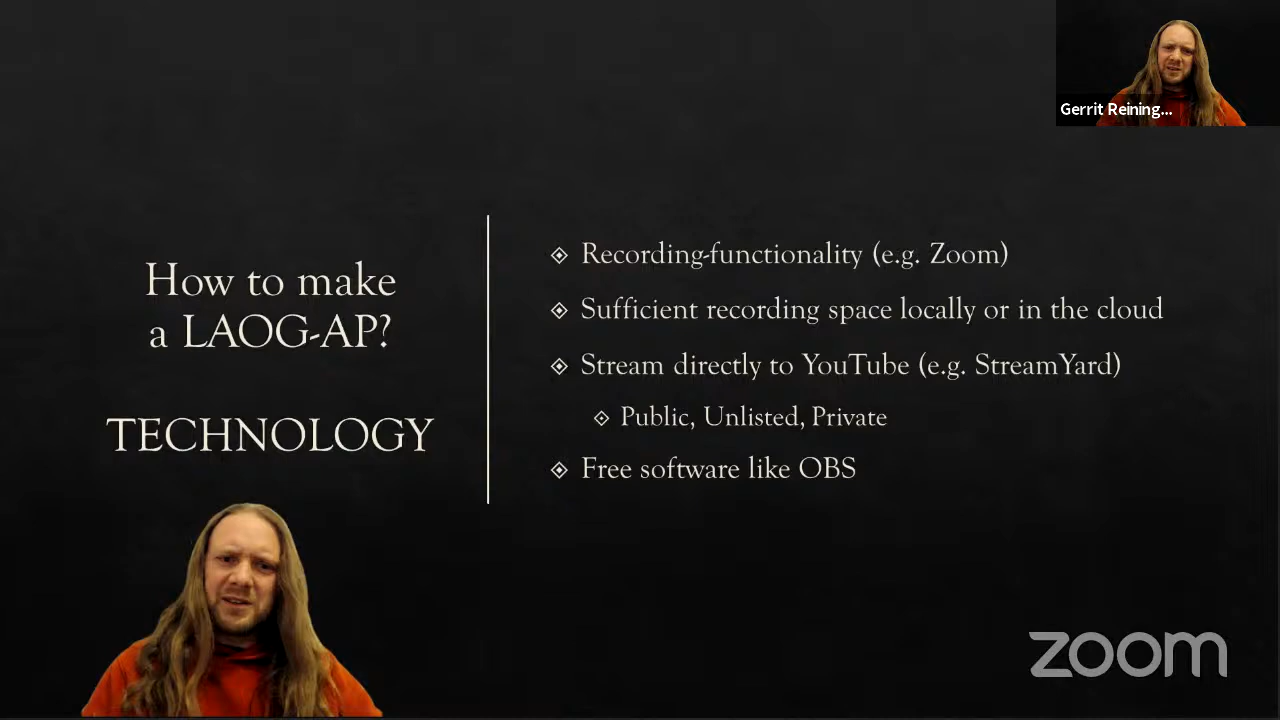 Gerrit Reining...
How to make
a LAOG-AP?
TECHNOLOGY
Recording-functionality (e.g. Zoom)
Sufficient recording space locally or in the cloud
Stream directly to YouTube (e.g. StreamYard)
Public, Unlisted, Private
Free software like OBS
zoom